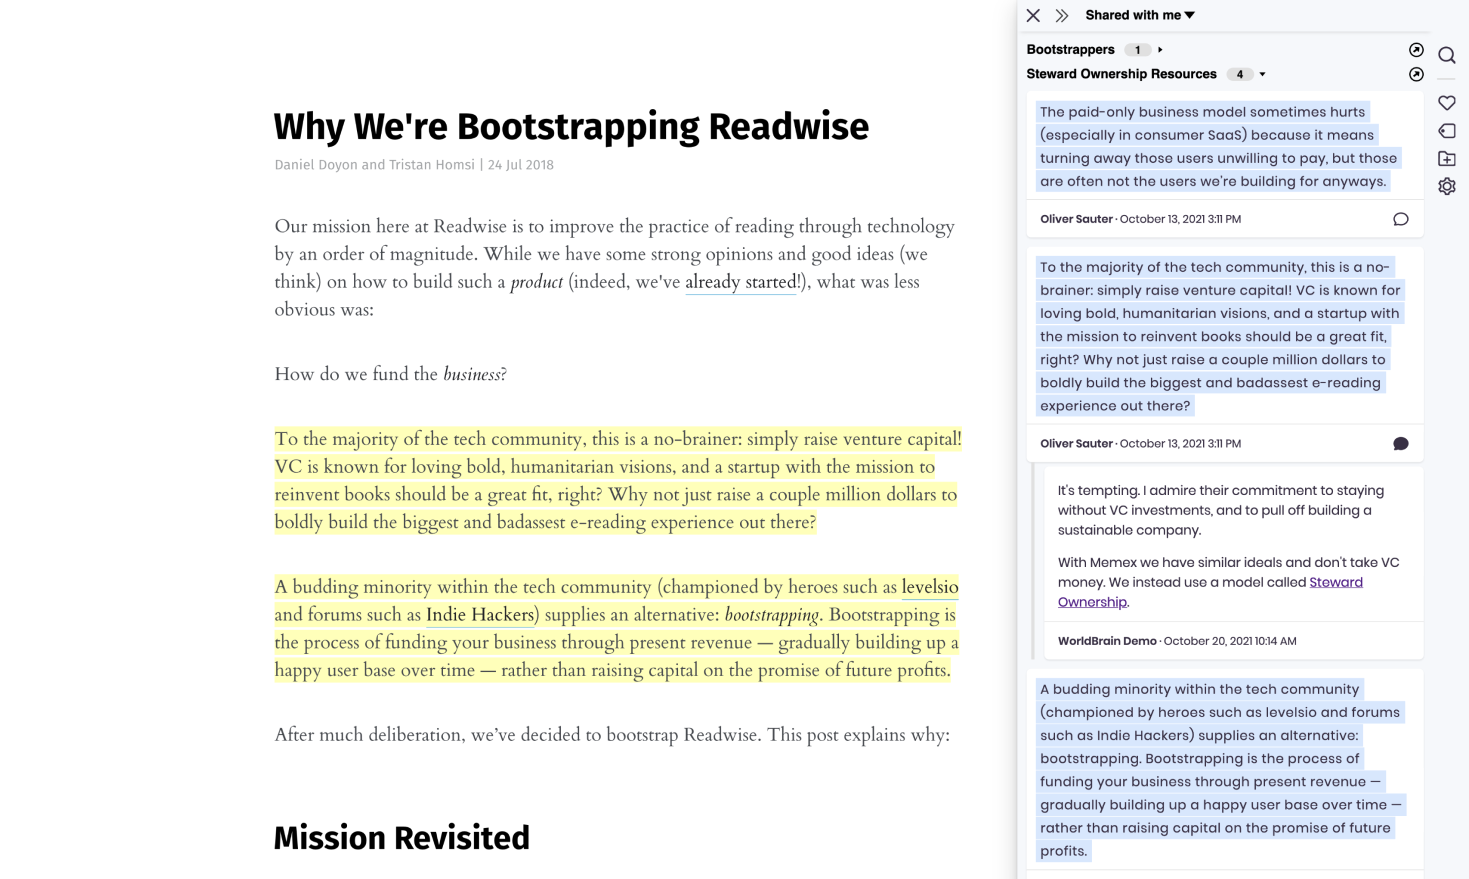 Why We're Bootstrapping Readwise
Daniel Doyon and Tristan Homsi | 24 Jul 2018
Our mission here at Readwise is to improve the practice of reading through technology
by an order of magnitude. While we have some strong opinions and good ideas (we
think) on how to build such a product (indeed, we've already started!), what was less
obvious was:
How do we fund the business?
To the majority of the tech community, this is a no-brainer: simply raise venture capital!
VC is known for loving bold, humanitarian visions, and a startup with the mission to
reinvent books should be a great fit, right? Why not just raise a couple million dollars to
boldly build the biggest and badassest e-reading experience out there?
A budding minority within the tech community (championed by heroes such as levelsio
and forums such as Indie Hackers) supplies an alternative: bootstrapping. Bootstrapping is
the process of funding your business through present revenue — gradually building up a
happy user base over time — rather than raising capital on the promise of future profits.
After much deliberation, we’ve decided to bootstrap Readwise. This post explains why:
Mission Revisited
Shared with me
Bootstrappers 1
Steward Ownership Resources 4
The paid-only business model sometimes hurts
(especially in consumer SaaS) because it means
turning away those users unwilling to pay, but those
are often not the users we’re building for anyways.
Oliver Sauter · October 13, 2021 3:11 PM
To the majority of the tech community, this is a no-
brainer: simply raise venture capital! VC is known for
loving bold, humanitarian visions, and a startup with
the mission to reinvent books should be a great fit,
right? Why not just raise a couple million dollars to
boldly build the biggest and badassest e-reading
experience out there?
Oliver Sauter · October 13, 2021 3:11 PM
It's tempting. I admire their commitment to staying
without VC investments, and to pull off building a
sustainable company.
With Memex we have similar ideals and don't take VC
money. We instead use a model called Steward
Ownership.
WorldBrain Demo · October 20, 2021 10:14 AM
A budding minority within the tech community
(championed by heroes such as levelsio and forums
such as Indie Hackers) supplies an alternative:
bootstrapping. Bootstrapping is the process of
funding your business through present revenue —
gradually building up a happy user base over time —
rather than raising capital on the promise of future
profits.